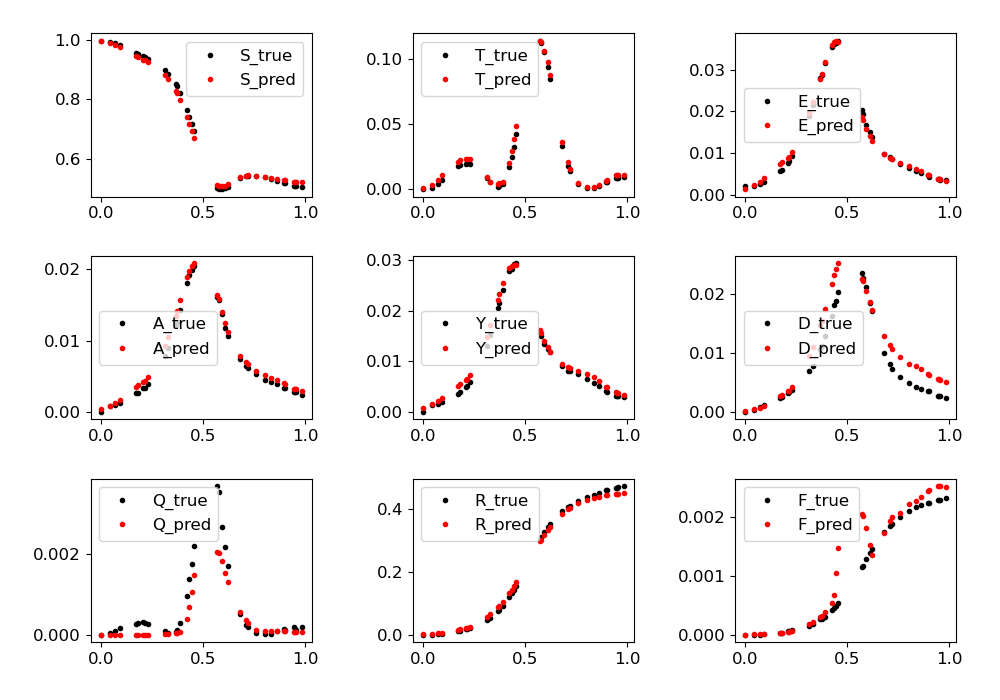 1.0
0.8
0.6
0.0 0.5 1.0
S_true
S_pred
0.10
0.05
0.00
0.0 0.5 1.0
T_true
T_pred
0.03
0.02
0.01
0.00
0.0 0.5 1.0
E_true
E_pred
0.02
0.01
0.00
0.0 0.5 1.0
A_true
A_pred
0.03
0.02
0.01
0.00
0.0 0.5 1.0
Y_true
Y_pred
0.02
0.01
0.00
0.0 0.5 1.0
D_true
D_pred
0.002
0.000
0.0 0.5 1.0
Q_true
Q_pred
0.4
0.2
0.0
0.0 0.5 1.0
R_true
R_pred
0.002
0.001
0.000
0.0 0.5 1.0
F_true
F_pred